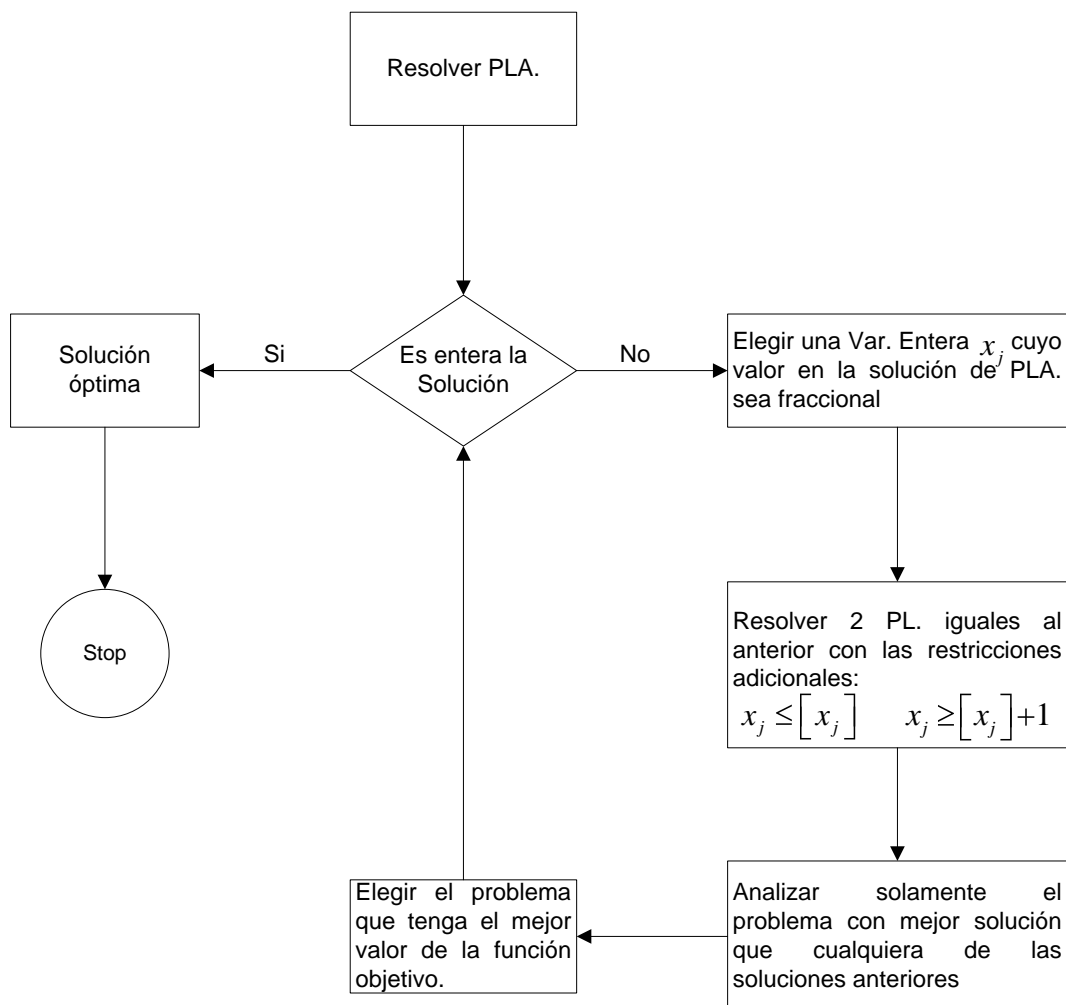 Resolver PLA.
Es entera la
Solución
Si
No
Solución
óptima
Stop
Elegir una Var. Entera x_j cuyo
valor en la solución de PLA.
sea fraccional
Resolver 2 PL. iguales al
anterior con las restricciones
adicionales:
x_j ≤ [x_j] x_j ≥ [x_j]+1
Analizar solamente el
problema con mejor solución
que cualquiera de las
soluciones anteriores
Elegir el problema
que tenga el mejor
valor de la función
objetivo.